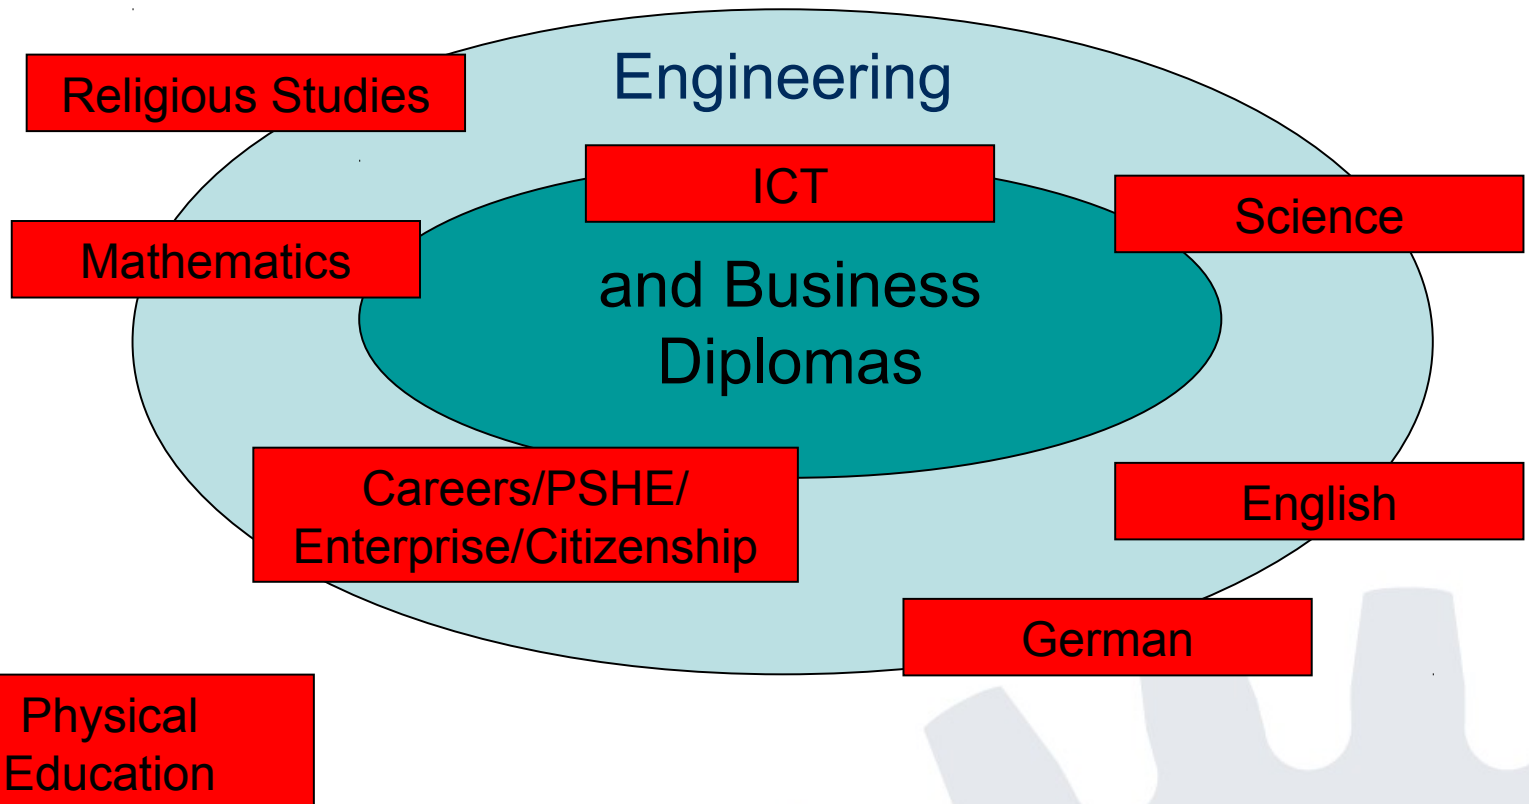 Engineering
Religious Studies
ICT
Science
Mathematics
and Business
Diplomas
Careers/PSHE/
Enterprise/Citizenship
English
German
Physical
Education